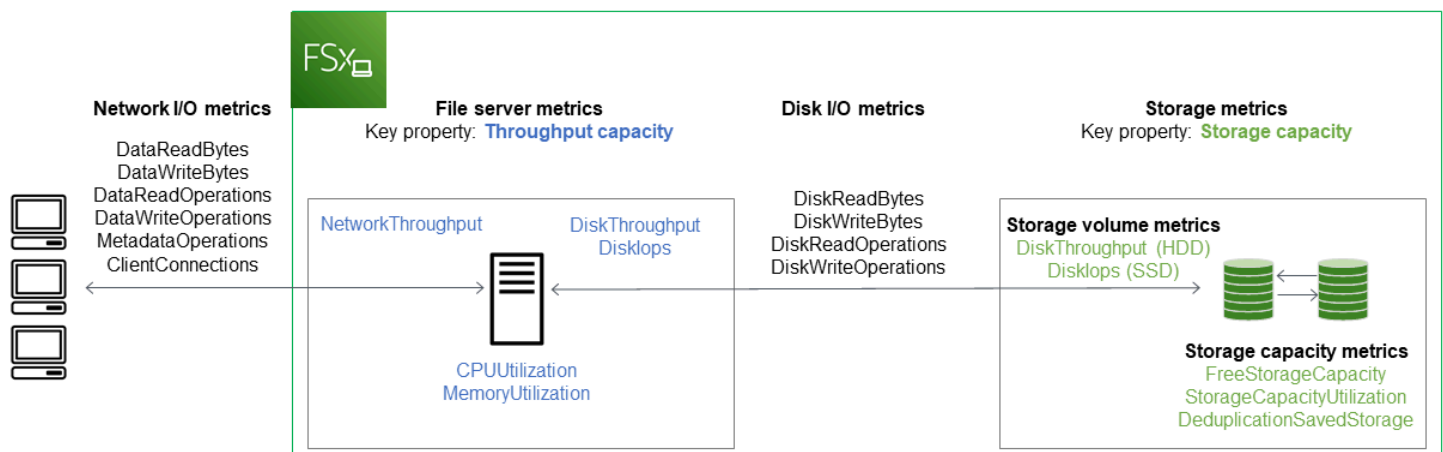 FSx
Network I/O metrics
DataReadBytes
DataWriteBytes
DataReadOperations
DataWriteOperations
MetadataOperations
ClientConnections
File server metrics
Key property: Throughput capacity
NetworkThroughput
DiskThroughput
DiskIops
CPUUtilization
MemoryUtilization
Disk I/O metrics
DiskReadBytes
DiskWriteBytes
DiskReadOperations
DiskWriteOperations
Storage metrics
Key property: Storage capacity
Storage volume metrics
DiskThroughput (HDD)
DiskIops (SSD)
Storage capacity metrics
FreeStorageCapacity
StorageCapacityUtilization
DeduplicationSavedStorage